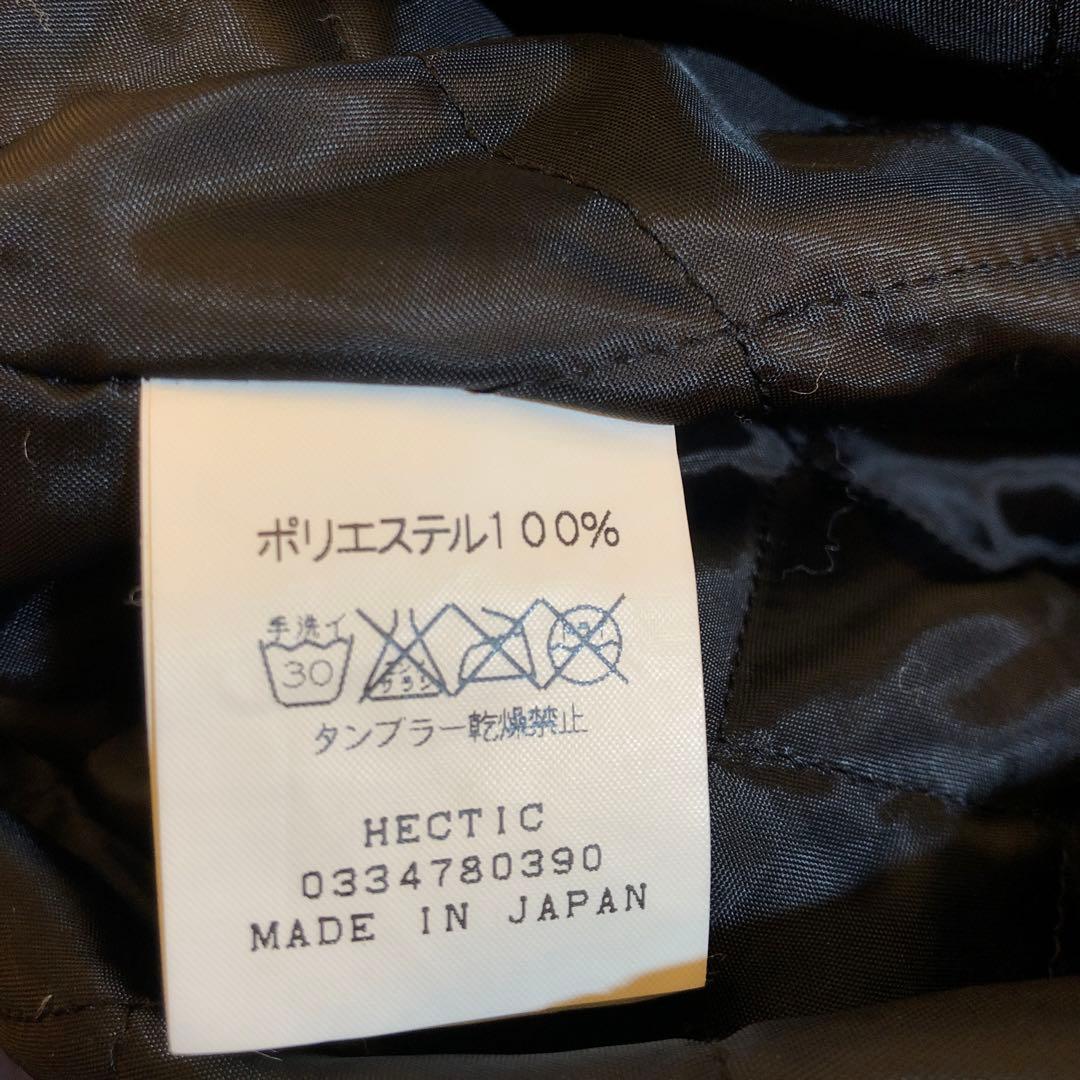 ポリエステル100%
手洗イ
30
タンブラー乾燥禁止
HECTIC
0334780390
MADE IN JAPAN